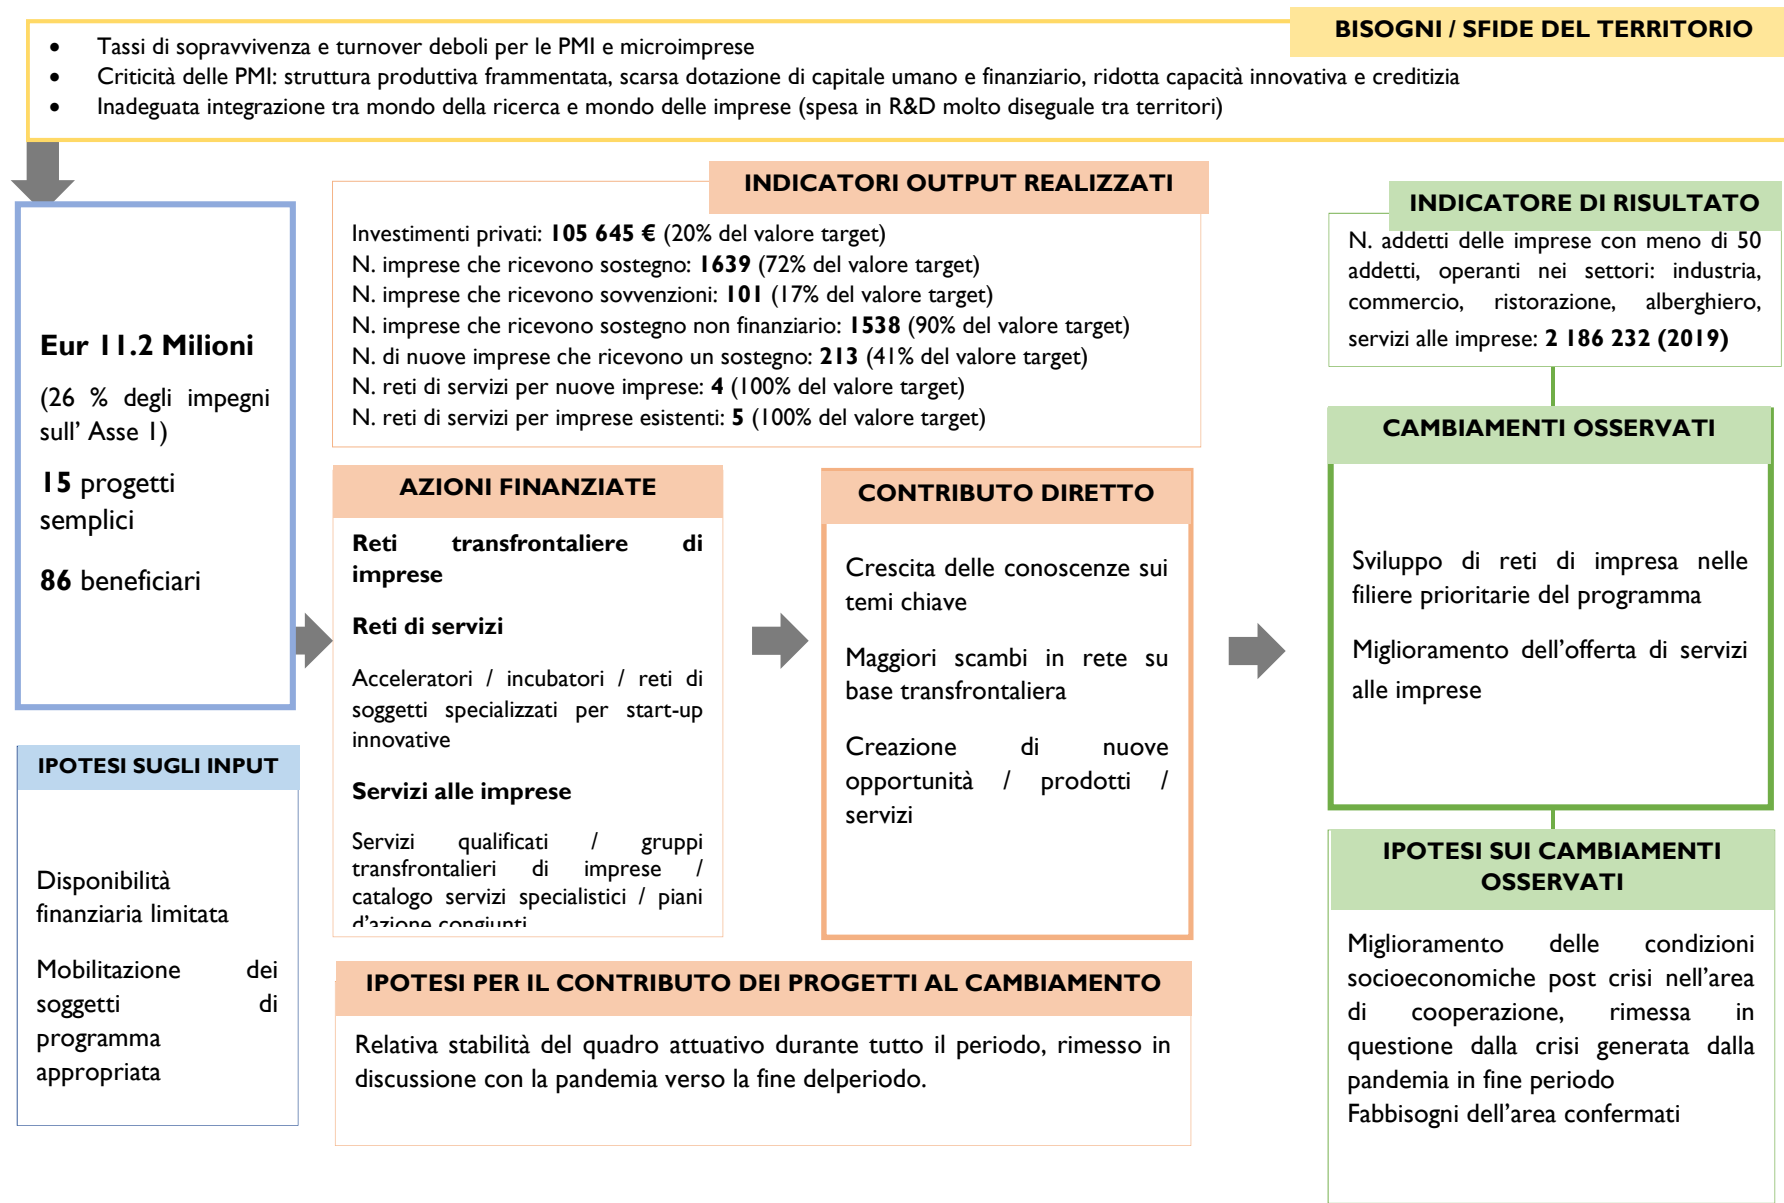 BISOGNI / SFIDE DEL TERRITORIO
• Tassi di sopravvivenza e turnover deboli per le PMI e microimprese
• Criticità delle PMI: struttura produttiva frammentata, scarsa dotazione di capitale umano e finanziario, ridotta capacità innovativa e creditizia
• Inadeguata integrazione tra mondo della ricerca e mondo delle imprese (spesa in R&D molto diseguale tra territori)
Eur 11.2 Milioni
(26 % degli impegni
sull' Asse 1)
15 progetti
semplici
86 beneficiari
IPOTESI SUGLI INPUT
Disponibilità
finanziaria limitata
Mobilitazione dei
soggetti di
programma
appropriata
INDICATORI OUTPUT REALIZZATI
Investimenti privati: 105 645 € (20% del valore target)
N. imprese che ricevono sostegno: 1639 (72% del valore target)
N. imprese che ricevono sovvenzioni: 101 (17% del valore target)
N. imprese che ricevono sostegno non finanziario: 1538 (90% del valore target)
N. di nuove imprese che ricevono un sostegno: 213 (41% del valore target)
N. reti di servizi per nuove imprese: 4 (100% del valore target)
N. reti di servizi per imprese esistenti: 5 (100% del valore target)
AZIONI FINANZIATE
Reti transfrontaliere di
imprese
Reti di servizi
Acceleratori / incubatori / reti di
soggetti specializzati per start-up
innovative
Servizi alle imprese
Servizi qualificati / gruppi
transfrontalieri di imprese /
catalogo servizi specialistici / piani
d'azione congiunti
CONTRIBUTO DIRETTO
Crescita delle conoscenze sui
temi chiave
Maggiori scambi in rete su
base transfrontaliera
Creazione di nuove
opportunità / prodotti /
servizi
IPOTESI PER IL CONTRIBUTO DEI PROGETTI AL CAMBIAMENTO
Relativa stabilità del quadro attuativo durante tutto il periodo, rimesso in
discussione con la pandemia verso la fine delperiodo.
INDICATORE DI RISULTATO
N. addetti delle imprese con meno di 50
addetti, operanti nei settori: industria,
commercio, ristorazione, alberghiero,
servizi alle imprese: 2 186 232 (2019)
CAMBIAMENTI OSSERVATI
Sviluppo di reti di impresa nelle
filiere prioritarie del programma
Miglioramento dell'offerta di servizi
alle imprese
IPOTESI SUI CAMBIAMENTI
OSSERVATI
Miglioramento delle condizioni
socioeconomiche post crisi nell'area
di cooperazione, rimessa in
questione dalla crisi generata dalla
pandemia in fine periodo
Fabbisogni dell'area confermati